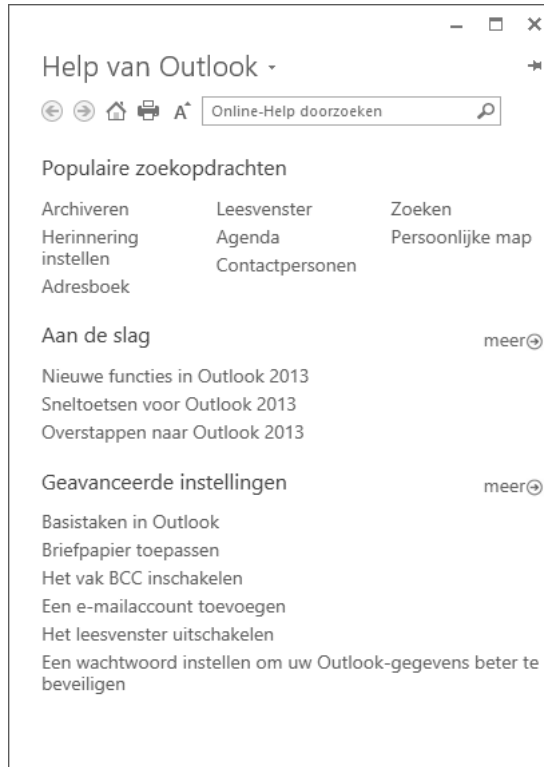 Help van Outlook
Online-Help doorzoeken
Populaire zoekopdrachten
Archiveren
Herinnering
instellen
Adresboek
Leesvenster
Agenda
Contactpersonen
Zoeken
Persoonlijke map
Aan de slag
meer
Nieuwe functies in Outlook 2013
Sneltoetsen voor Outlook 2013
Overstappen naar Outlook 2013
Geavanceerde instellingen
meer
Basistaken in Outlook
Briefpapier toepassen
Het vak BCC inschakelen
Een e-mailaccount toevoegen
Het leesvenster uitschakelen
Een wachtwoord instellen om uw Outlook-gegevens beter te
beveiligen